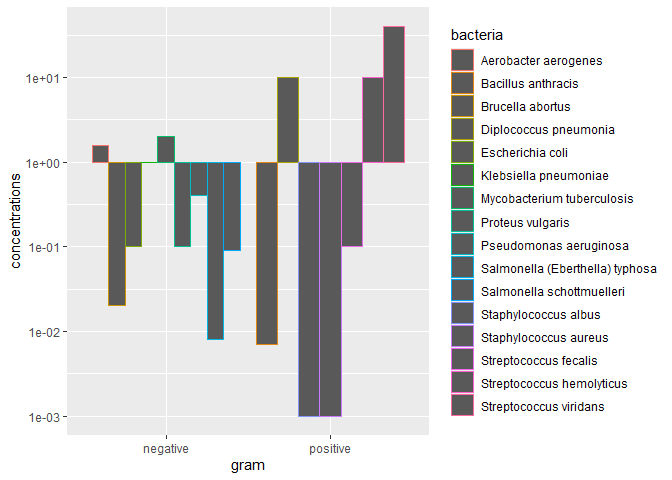 bacteria
Aerobacter aerogenes
Bacillus anthracis
Brucella abortus
Diplococcus pneumonia
Escherichia coli
Klebsiella pneumoniae
Mycobacterium tuberculosis
Proteus vulgaris
Pseudomonas aeruginosa
Salmonella (Eberthella) typhosa
Salmonella schottmuelleri
Staphylococcus albus
Staphylococcus aureus
Streptococcus fecalis
Streptococcus hemolyticus
Streptococcus viridans
concentrations
1e+01
1e+00
1e-01
1e-02
1e-03
negative
positive
gram